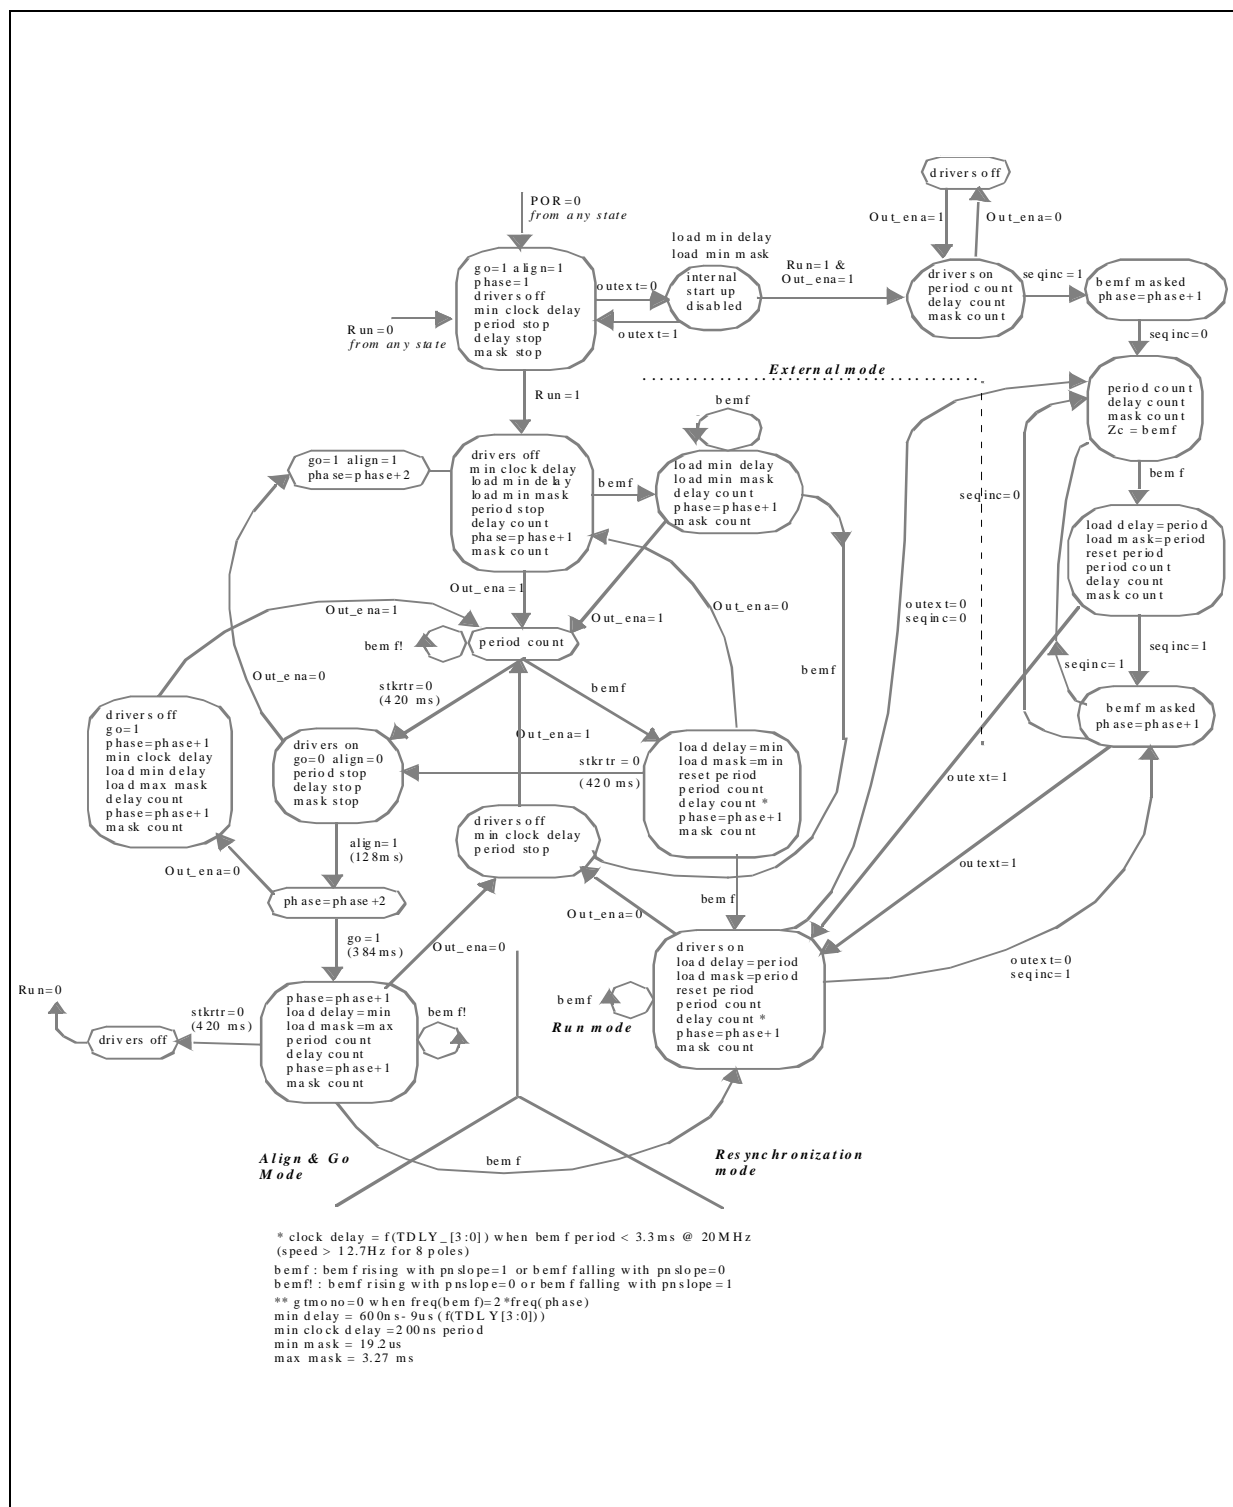 drivers off
Out_ena=1
Out_ena=0
POR=0
from any state
load min delay
load min mask
go=1 align=1
phase=1
drivers off
min clock delay
period stop
delay stop
mask stop
outext=0
internal
start up
disabled
outext=1
Run=1 &
Out_ena=1
drivers on
period count
delay count
mask count
seqinc=1
bemf masked
phase=phase+1
seqinc=0
Run=0
from any state
Run=1
External mode
bemf
period count
delay count
mask count
Zc = bemf
bemf
go=1 align=1
phase=phase+2
drivers off
min clock delay
load min delay
load min mask
period stop
delay count
phase=phase+1
mask count
bemf
load min delay
load min mask
delay count
phase=phase+1
mask count
seqinc=0
load delay=period
load mask=period
reset period
period count
delay count
mask count
Out_ena=1
Out_ena=1
Out_ena=1
Out_ena=0
outext=0
seqinc=0
bemf!
period count
bemf
seqinc=1
seqinc=1
Out_ena=0
stkrtr=0
(420 ms)
bemf
bemf masked
phase=phase+1
drivers off
go=1
phase=phase+1
min clock delay
load min delay
load max mask
delay count
phase=phase+1
mask count
drivers on
go=0 align=0
period stop
delay stop
mask stop
Out_ena=1
stkrtr=0
(420 ms)
load delay=min
load mask=min
reset period
period count
delay count *
phase=phase+1
mask count
outext=1
drivers off
min clock delay
period stop
align=1
(128ms)
Out_ena=0
outext=1
phase=phase+2
bemf
Out_ena=0
go=1
(384ms)
Out_ena=0
drivers on
load delay=period
load mask=period
reset period
period count
delay count *
phase=phase+1
mask count
outext=0
seqinc=1
Run=0
stkrtr=0
(420 ms)
drivers off
phase=phase+1
load delay=min
load mask=max
period count
delay count
phase=phase+1
mask count
bemf!
bemf
Run mode
Align & Go
Mode
bemf
Resynchronization
mode
* clock delay = f(TDLY_[3:0]) when bemf period < 3.3ms @ 20MHz
(speed > 12.7Hz for 8 poles)
bemf : bemf rising with pnslope=1 or bemf falling with pnslope=0
bemf! : bemf rising with pnslope=0 or bemf falling with pnslope=1
** gtmono=0 when freq(bemf)=2*freq(phase)
min delay = 600ns-9us (f(TDLY[3:0]))
min clock delay =200ns period
min mask = 19.2us
max mask = 3.27 ms